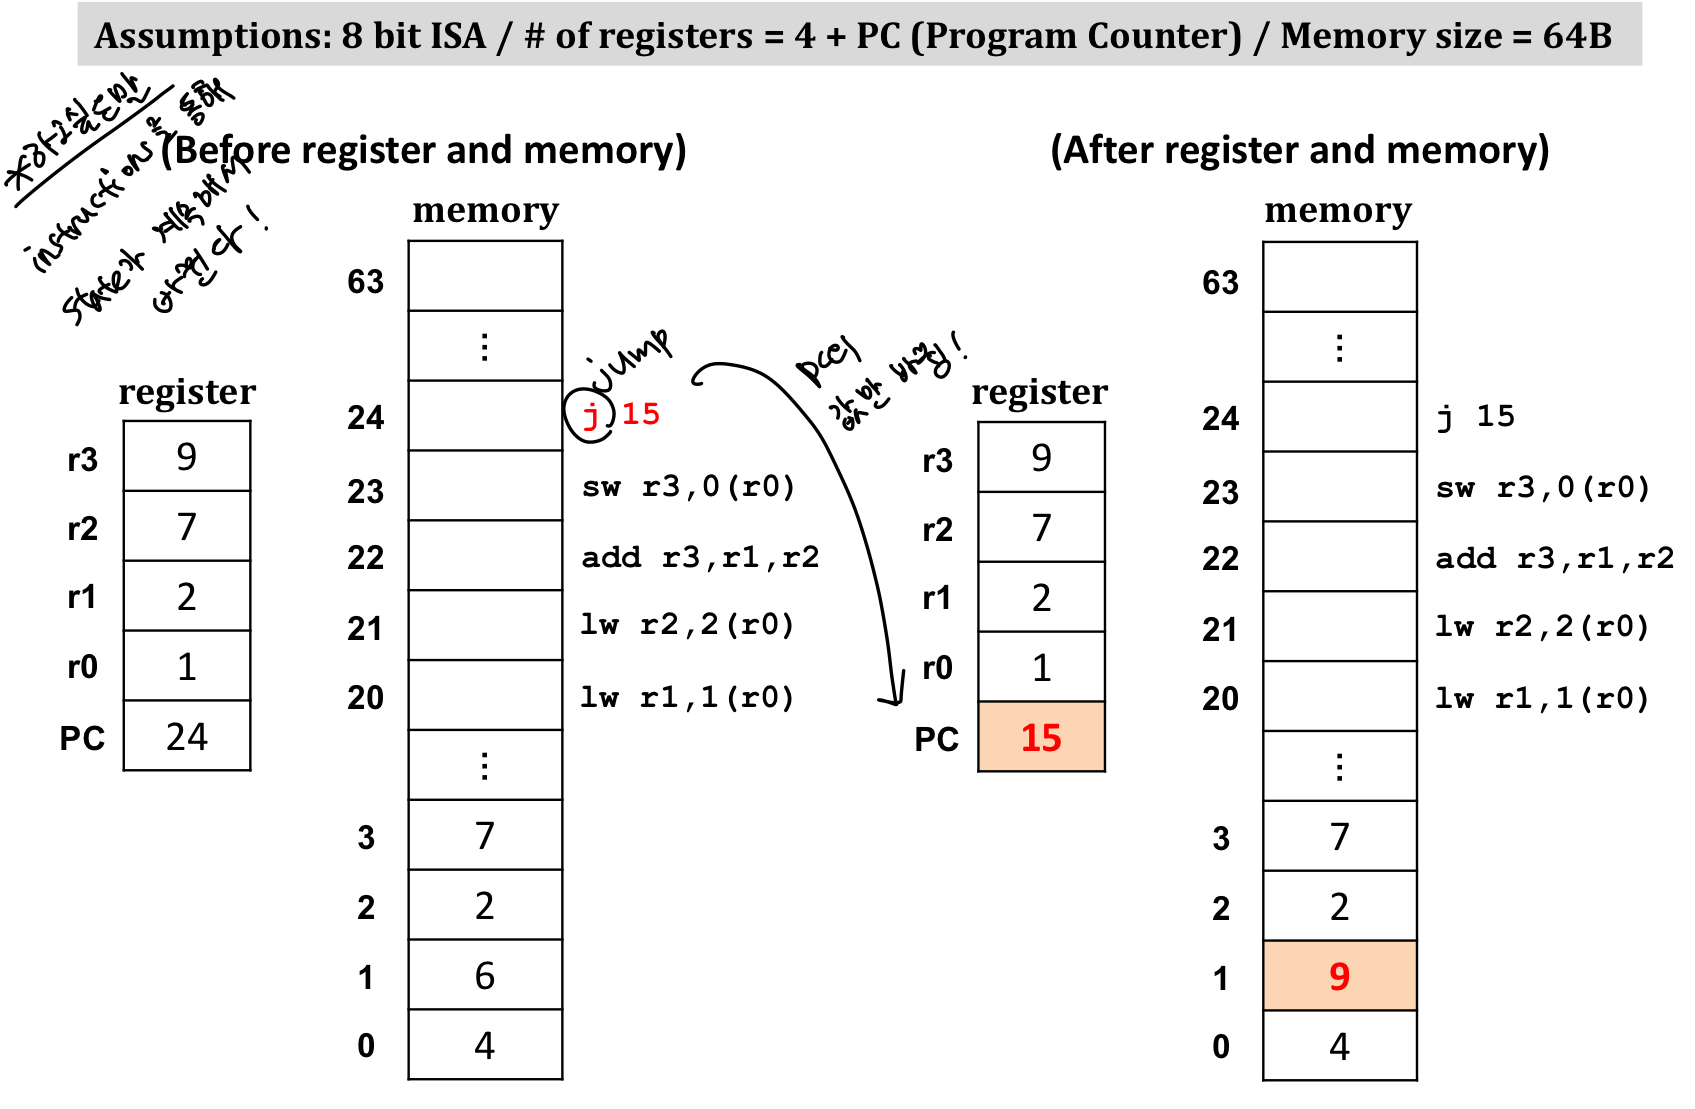 Assumptions: 8 bit ISA / # of registers = 4 + PC (Program Counter) / Memory size = 64B
instructions을 통해
state가 계속해서
바뀐다!
(Before register and memory)
memory
63
⋮
24
jump
j 15
23
sw r3,0(r0)
22
add r3,r1,r2
21
lw r2,2(r0)
20
lw r1,1(r0)
⋮
3 7
2 2
1 6
0 4
register
r3 9
r2 7
r1 2
r0 1
PC 24
PC의
값만 바뀜!
(After register and memory)
memory
63
⋮
24
j 15
23
sw r3,0(r0)
22
add r3,r1,r2
21
lw r2,2(r0)
20
lw r1,1(r0)
⋮
3 7
2 2
1 9
0 4
register
r3 9
r2 7
r1 2
r0 1
PC 15